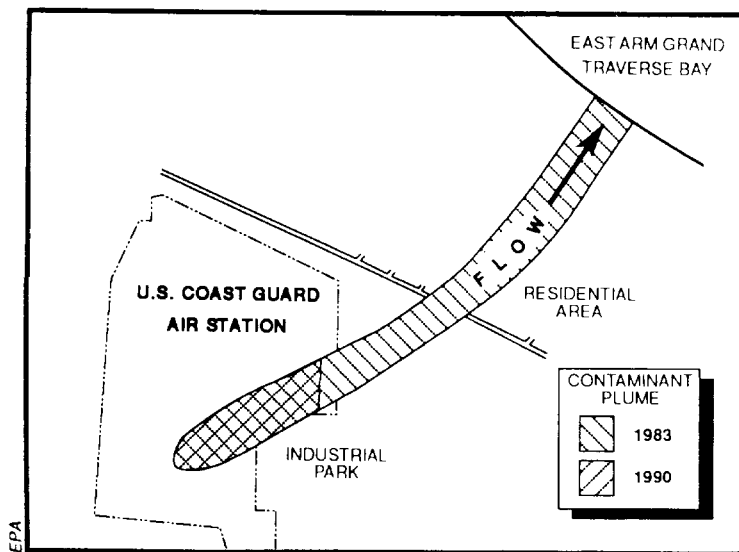 EAST ARM GRAND
TRAVERSE BAY
FLOW
U.S. COAST GUARD
AIR STATION
RESIDENTIAL
AREA
INDUSTRIAL
PARK
CONTAMINANT
PLUME
1983
1990
EPA